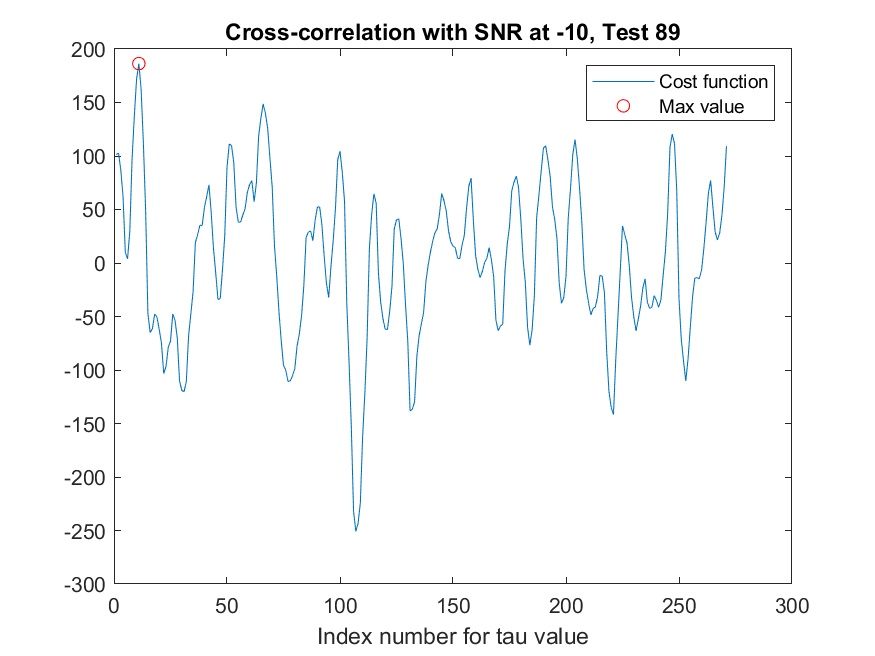 Cross-correlation with SNR at -10, Test 89
200
150
100
50
0
-50
-100
-150
-200
-250
-300
Cost function
Max value
0 50 100 150 200 250 300
Index number for tau value